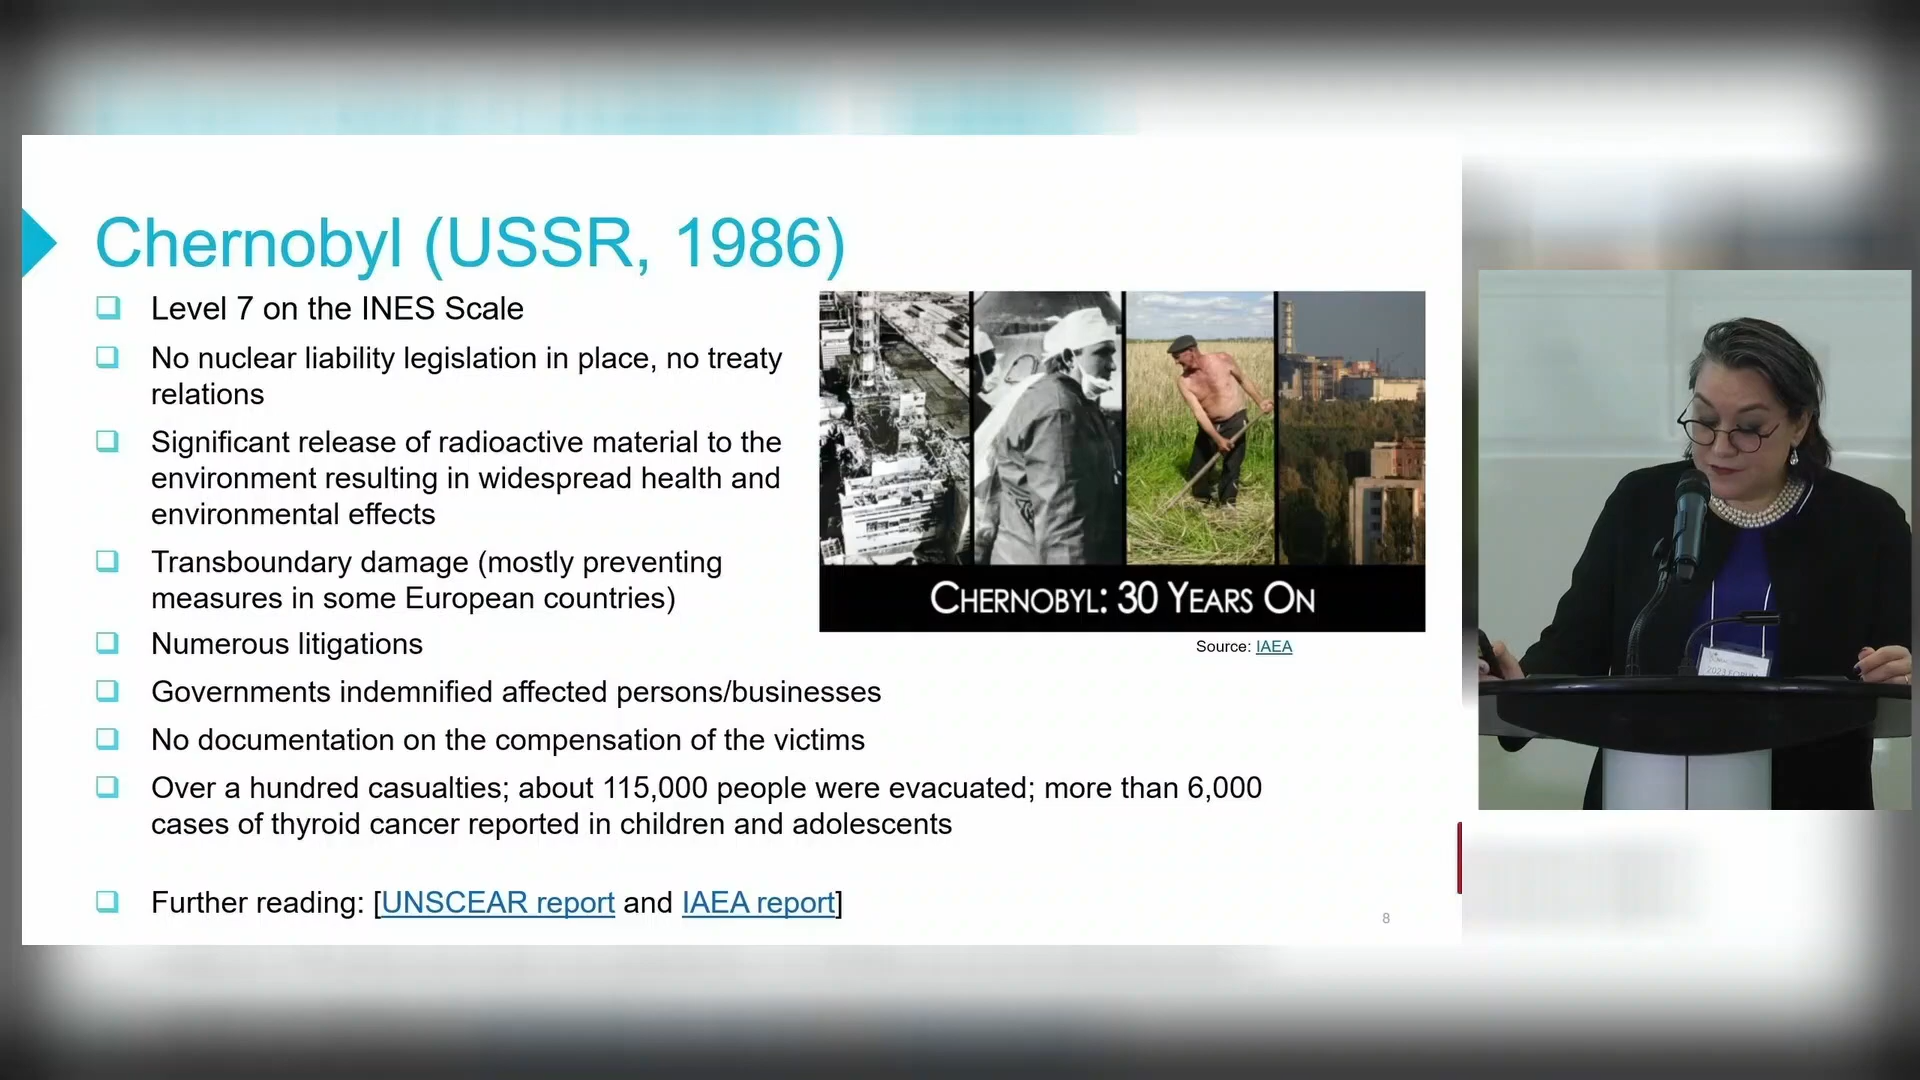 Chernobyl (USSR, 1986)
Level 7 on the INES Scale
No nuclear liability legislation in place, no treaty
relations
Significant release of radioactive material to the
environment resulting in widespread health and
environmental effects
Transboundary damage (mostly preventing
measures in some European countries)
Numerous litigations
Governments indemnified affected persons/businesses
No documentation on the compensation of the victims
Over a hundred casualties; about 115,000 people were evacuated; more than 6,000
cases of thyroid cancer reported in children and adolescents
Further reading: [UNSCEAR report and IAEA report]
CHERNOBYL: 30 YEARS ON
Source: IAEA
8